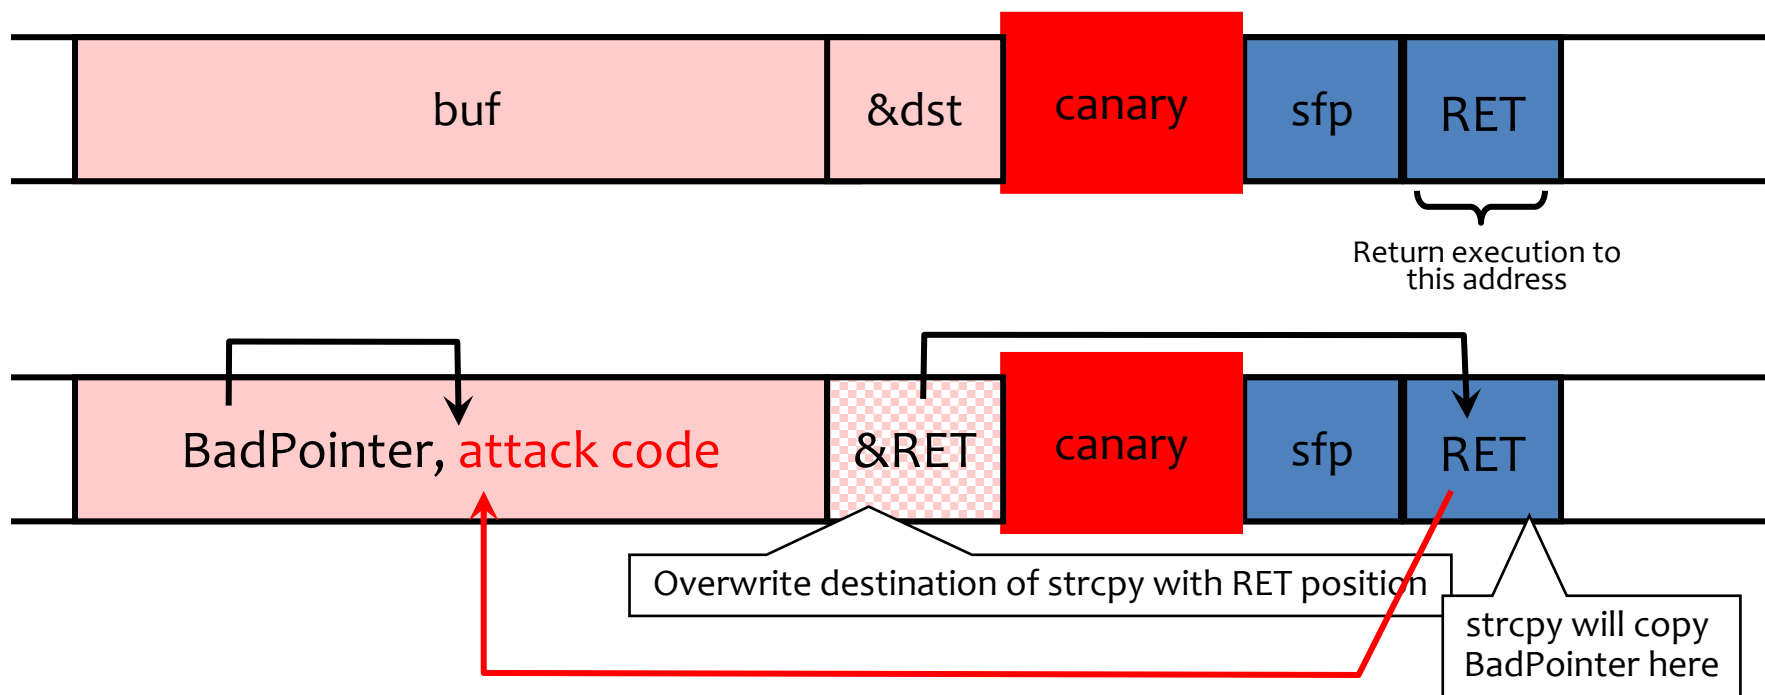 buf
&dst
canary
sfp
RET
Return execution to
this address
BadPointer, attack code
&RET
canary
sfp
RET
Overwrite destination of strcpy with RET position
strcpy will copy
BadPointer here